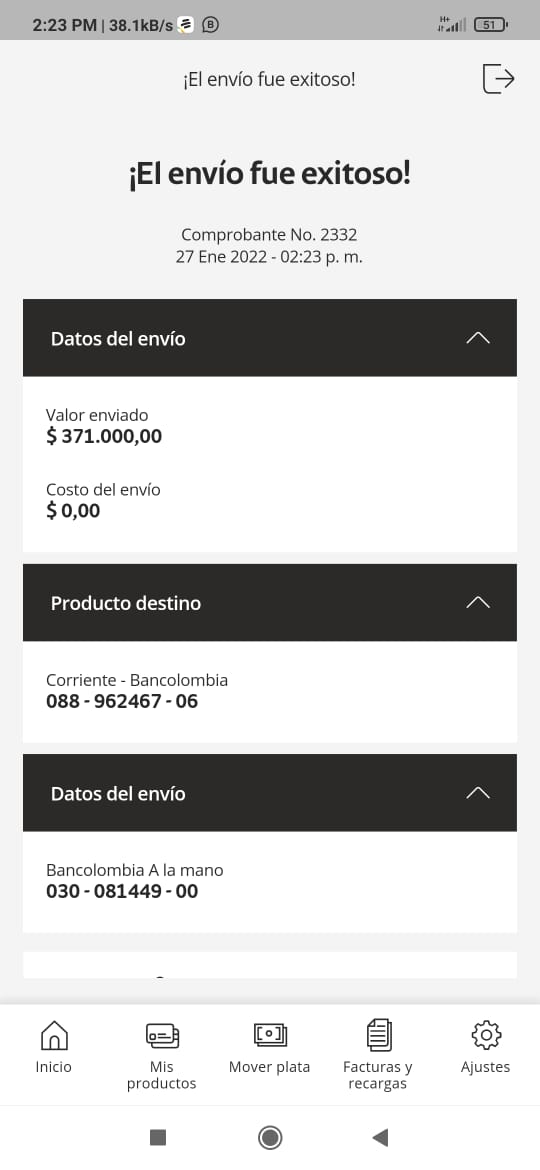 2:23 PM | 38.1kB/s B H+ 51
¡El envío fue exitoso!
¡El envío fue exitoso!
Comprobante No. 2332
27 Ene 2022 - 02:23 p. m.
Datos del envío
Valor enviado
$ 371.000,00
Costo del envío
$ 0,00
Producto destino
Corriente - Bancolombia
088 - 962467 - 06
Datos del envío
Bancolombia A la mano
030 - 081449 - 00
Inicio
Mis productos
Mover plata
Facturas y recargas
Ajustes